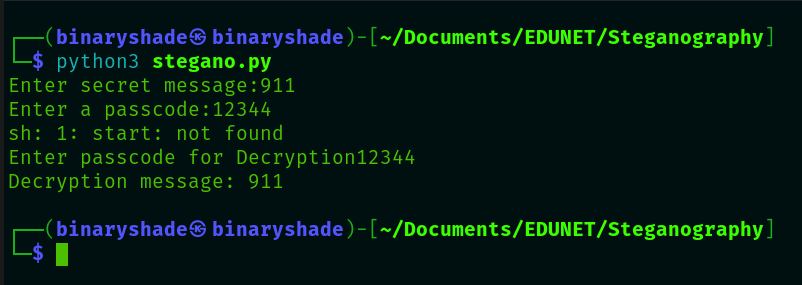 ┌──(binaryshade㉿binaryshade)-[~/Documents/EDUNET/Steganography]
└─$ python3 stegano.py
Enter secret message:911
Enter a passcode:12344
sh: 1: start: not found
Enter passcode for Decryption12344
Decryption message: 911
┌──(binaryshade㉿binaryshade)-[~/Documents/EDUNET/Steganography]
└─$